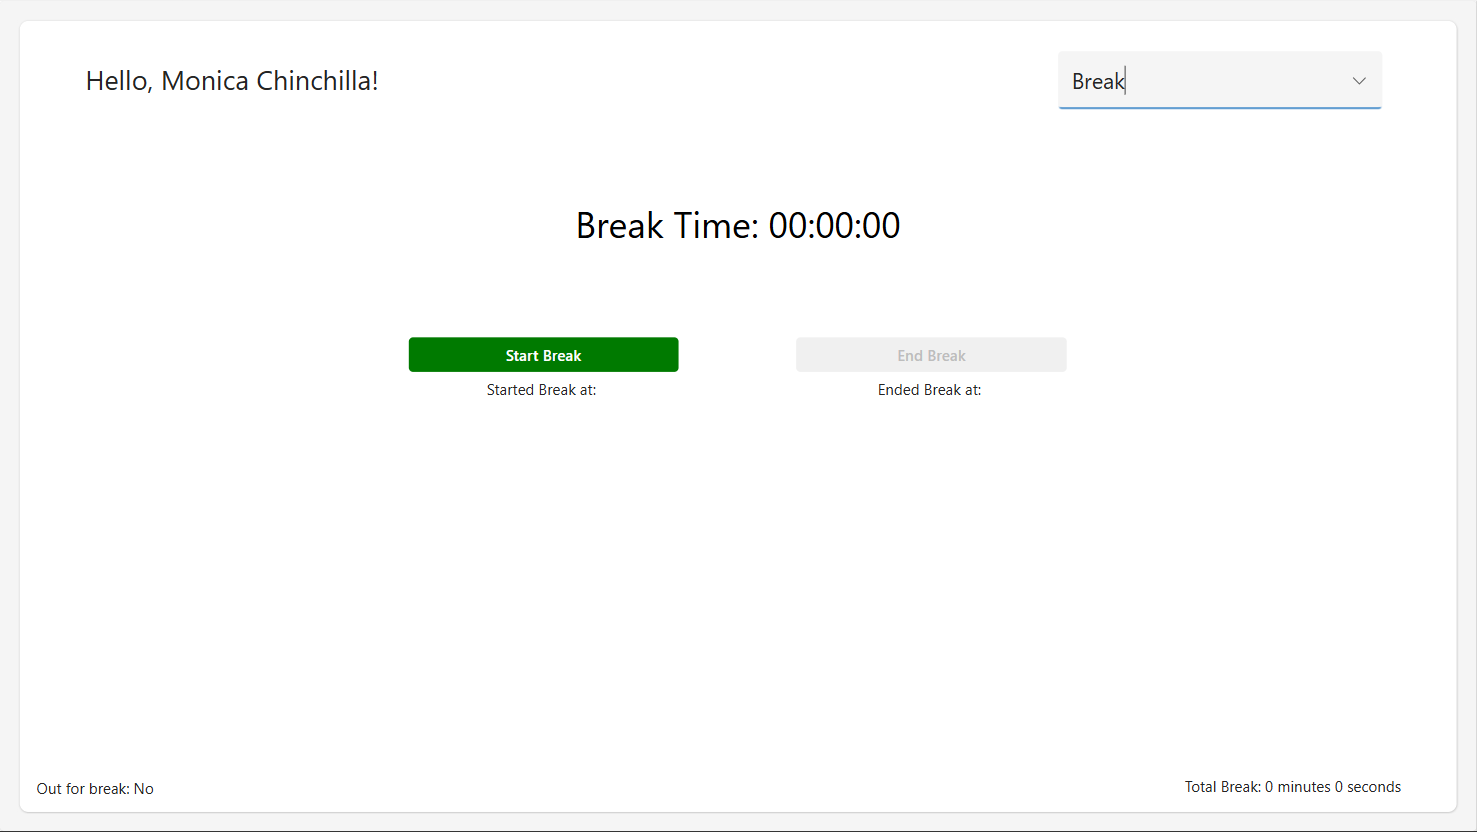 Hello, Monica Chinchilla!
Break
Break Time: 00:00:00
Start Break
End Break
Started Break at:
Ended Break at:
Out for break: No
Total Break: 0 minutes 0 seconds